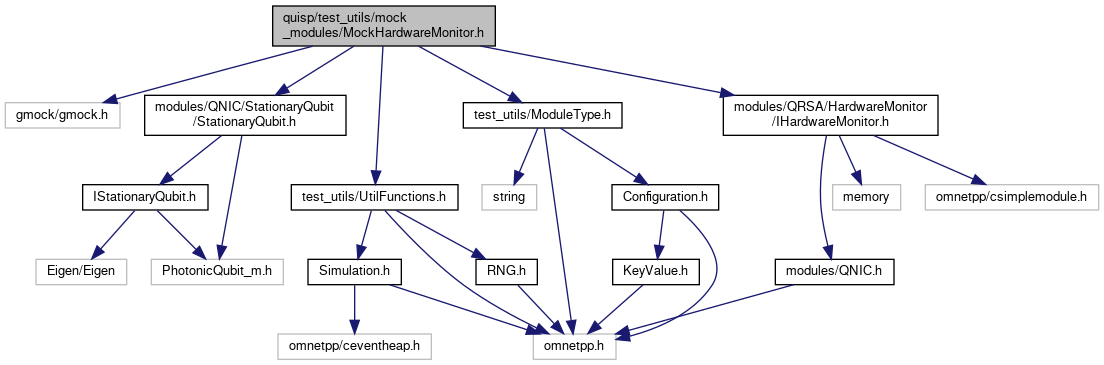 quisp/test_utils/mock
_modules/MockHardwareMonitor.h
gmock/gmock.h
modules/QNIC/StationaryQubit
/StationaryQubit.h
test_utils/ModuleType.h
modules/QRSA/HardwareMonitor
/IHardwareMonitor.h
IStationaryQubit.h
test_utils/UtilFunctions.h
string
Configuration.h
memory
omnetpp/csimplemodule.h
Eigen/Eigen
PhotonicQubit_m.h
Simulation.h
RNG.h
KeyValue.h
modules/QNIC.h
omnetpp/ceventheap.h
omnetpp.h